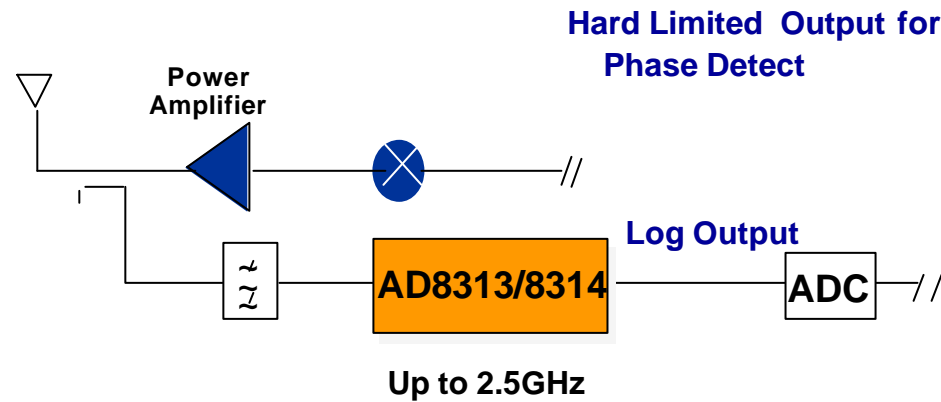 Hard Limited Output for
Phase Detect
Power
Amplifier
Log Output
AD8313/8314
ADC
Up to 2.5GHz